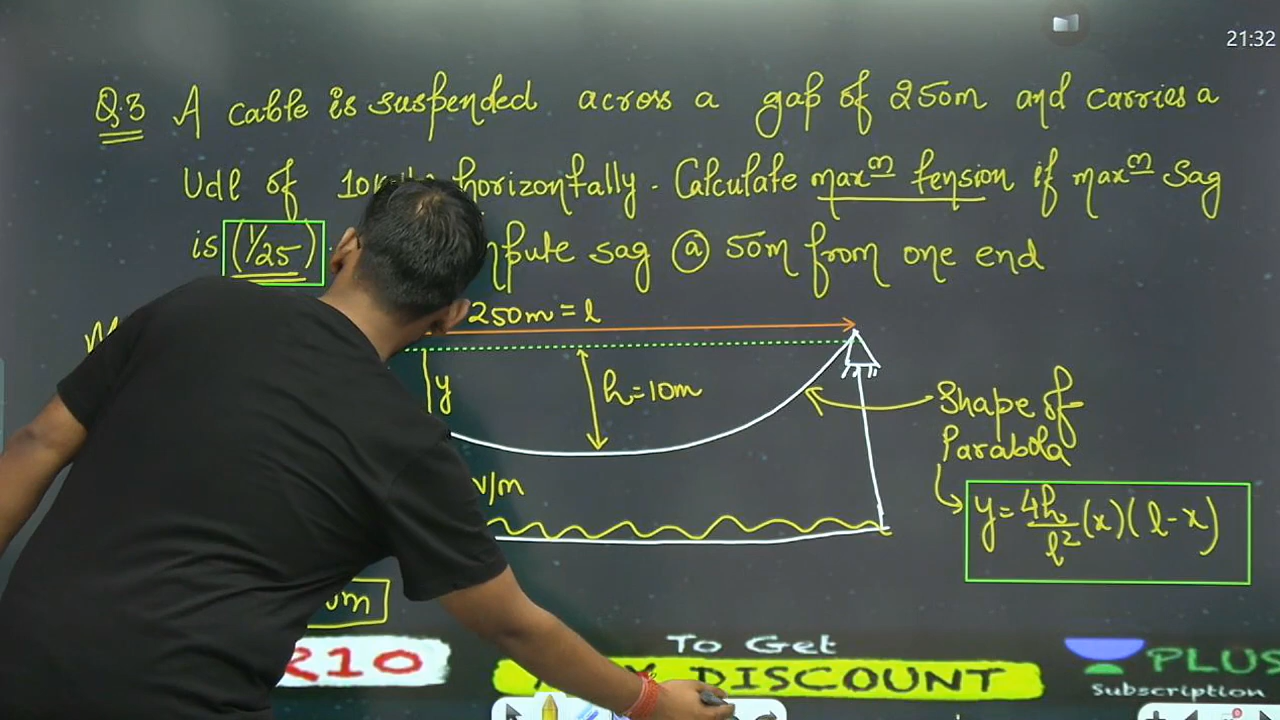 21:32
Q.3 A cable is suspended across a gap of 250m and carries a
Udl of horizontally. Calculate maxᵐ tension if maxᵐ sag
is (1/25) sag @ 50m from one end
250m = l
y
h=10m
Shape of
Parabola
y = 4h/l² (x)(l-x)
To Get
DISCOUNT
PLUS
Subscription